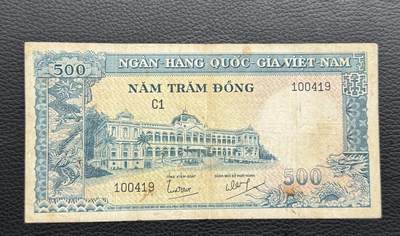 NGÂN HÀNG QUỐC-GIA VIỆT-NAM
500
NĂM TRĂM ĐỒNG
C1
100419
100419
500